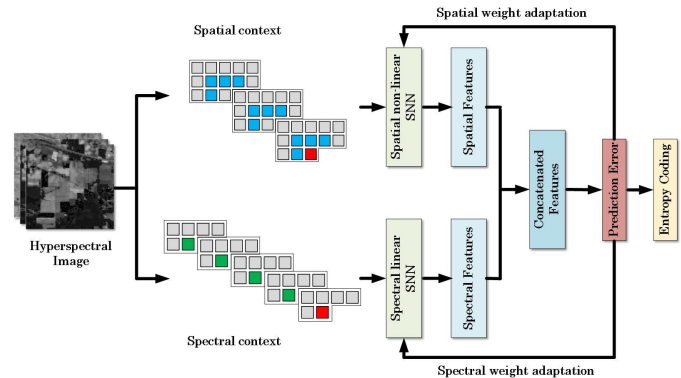 Spatial weight adaptation
Spatial context
Spatial non-linear
SNN
Spatial Features
Hyperspectral
Image
Concatenated
Features
Prediction Error
Entropy Coding
Spectral linear
SNN
Spectral Features
Spectral context
Spectral weight adaptation